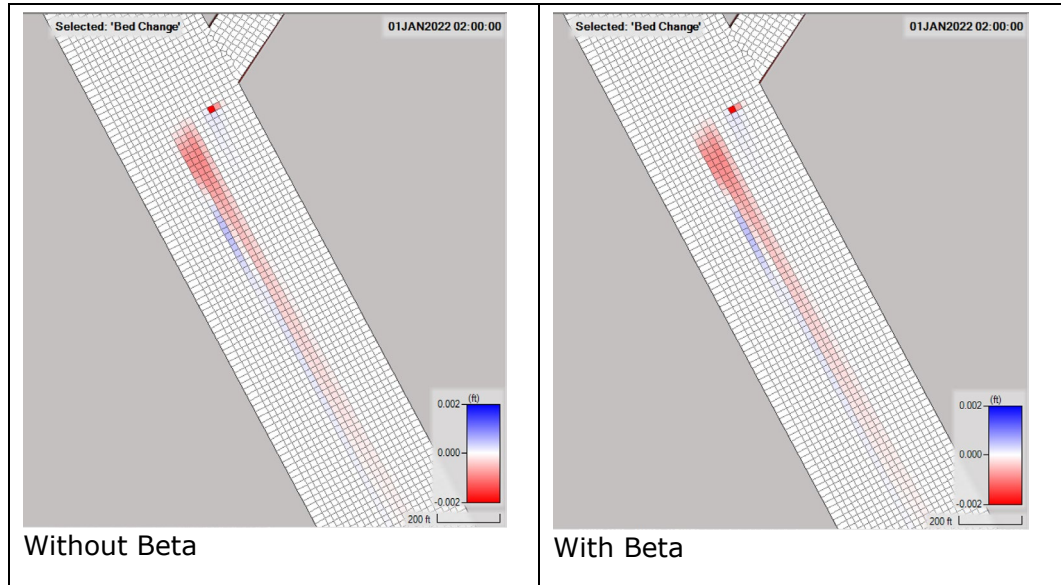 Selected: 'Bed Change'
01JAN2022 02:00:00
(ft)
0.002
0.000
-0.002
200 ft
Without Beta
Selected: 'Bed Change'
01JAN2022 02:00:00
(ft)
0.002
0.000
-0.002
200 ft
With Beta